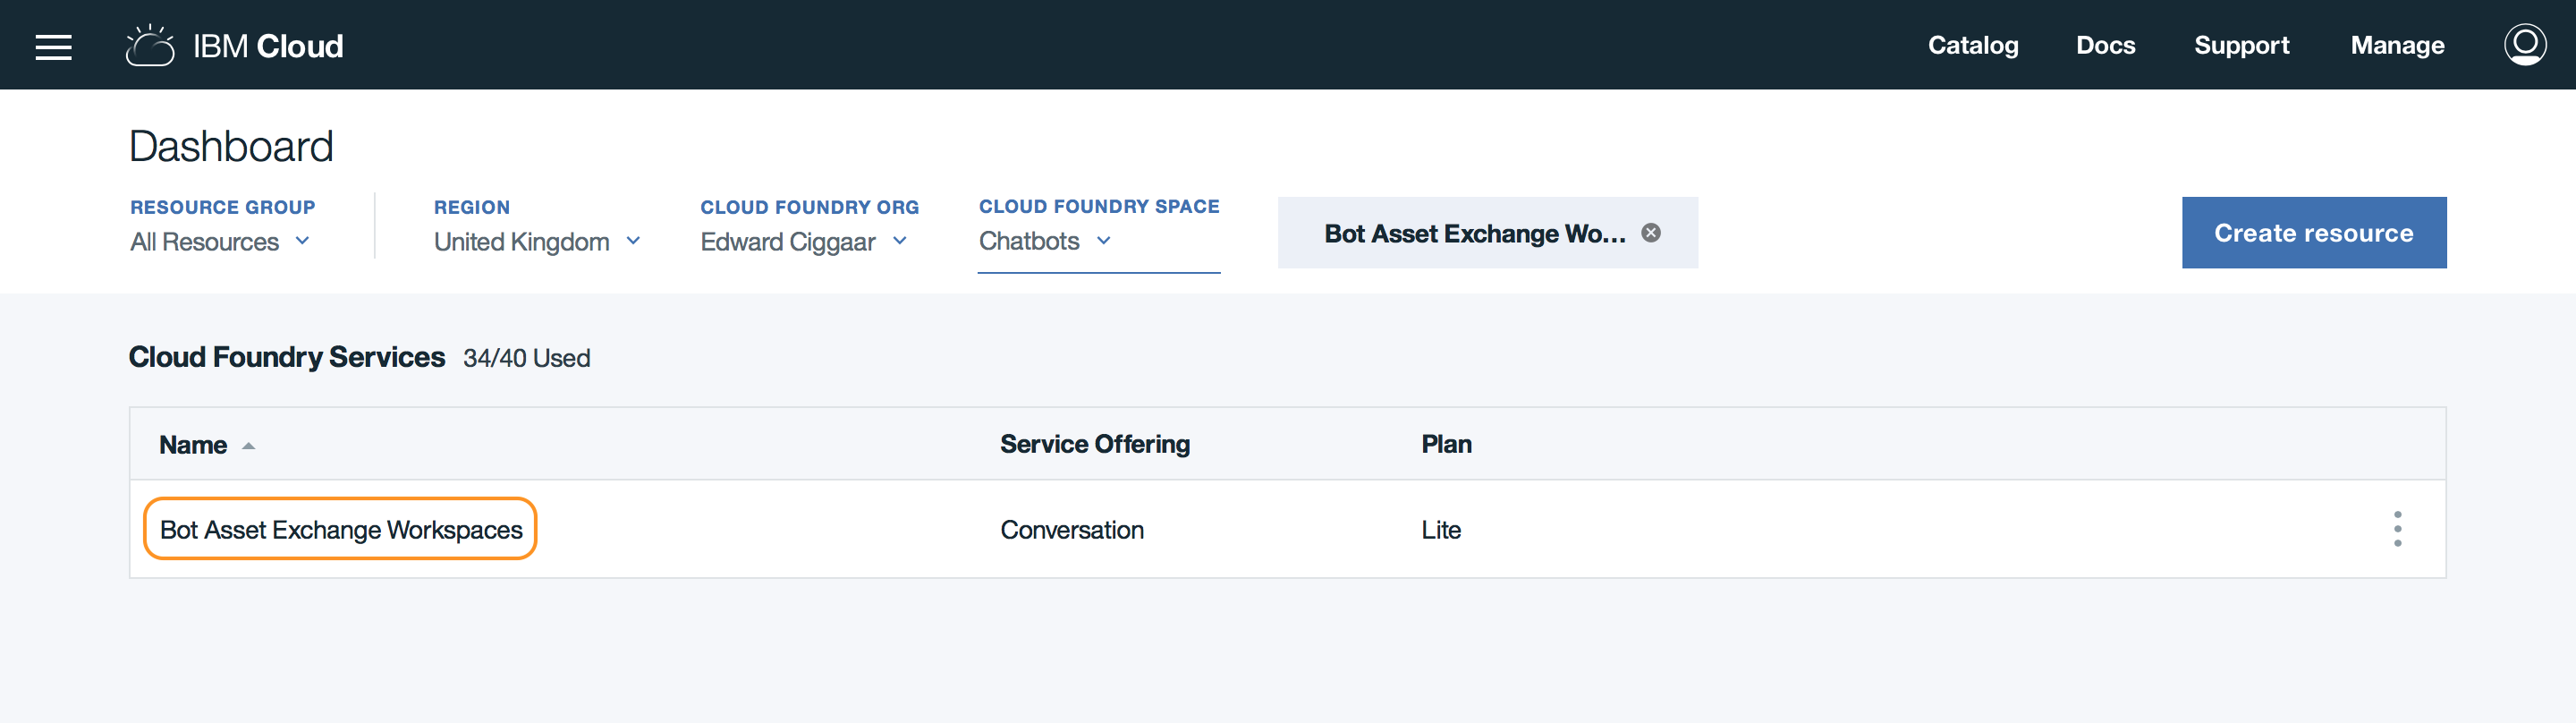 IBM Cloud
Catalog Docs Support Manage
Dashboard
RESOURCE GROUP REGION CLOUD FOUNDRY ORG CLOUD FOUNDRY SPACE
All Resources United Kingdom Edward Ciggaar Chatbots
Bot Asset Exchange Wo... Create resource
Cloud Foundry Services 34/40 Used
Name Service Offering Plan
Bot Asset Exchange Workspaces Conversation Lite